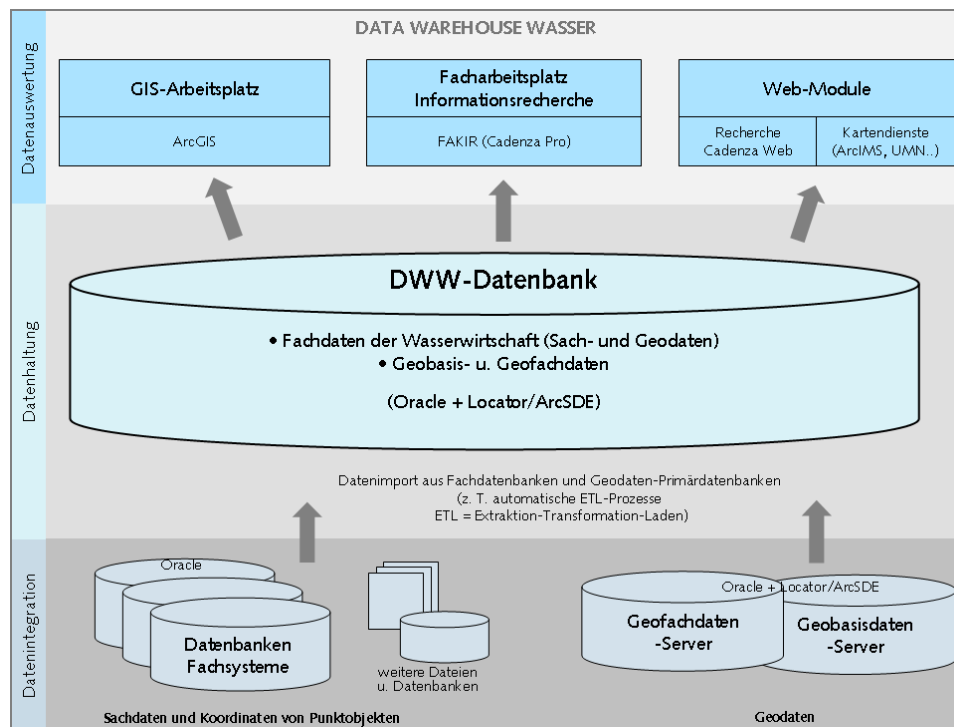 DATA WAREHOUSE WASSER
Datenauswertung
GIS-Arbeitsplatz
ArcGIS
Facharbeitsplatz
Informationsrecherche
FAKIR (Cadenza Pro)
Web-Module
Recherche
Cadenza Web
Kartendienste
(ArcIMS, UMN..)
Datenhaltung
DWW-Datenbank
• Fachdaten der Wasserwirtschaft (Sach- und Geodaten)
• Geobasis- u. Geofachdaten
(Oracle + Locator/ArcSDE)
Datenimport aus Fachdatenbanken und Geodaten-Primärdatenbanken
(z. T. automatische ETL-Prozesse
ETL = Extraktion-Transformation-Laden)
Datenintegration
Oracle
Datenbanken
Fachsysteme
weitere Dateien
u. Datenbanken
Sachdaten und Koordinaten von Punktobjekten
Oracle + Locator/ArcSDE
Geofachdaten
-Server
Geobasisdaten
-Server
Geodaten